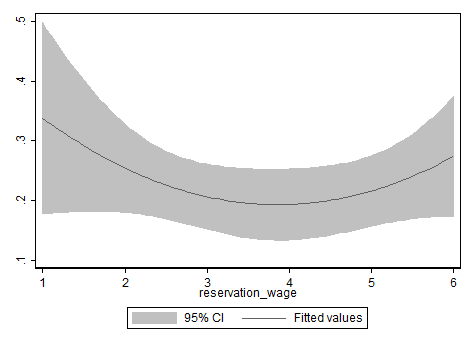 .5
.4
.3
.2
.1
1 2 3 4 5 6
reservation_wage
95% CI Fitted values